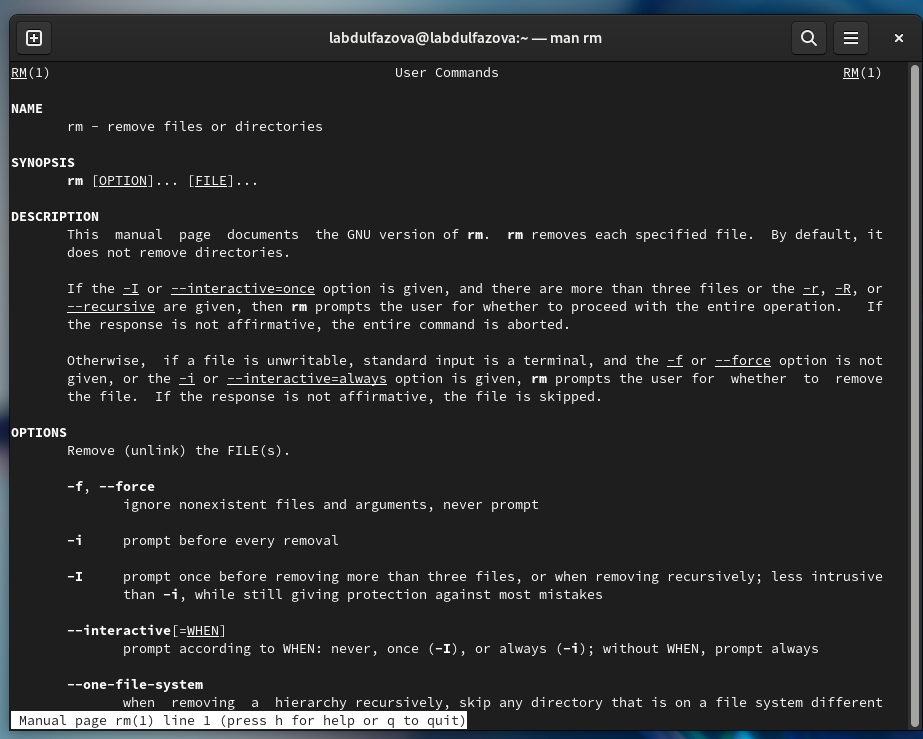 labdulfazova@labdulfazova:~ — man rm
RM(1) User Commands RM(1)
NAME
rm - remove files or directories
SYNOPSIS
rm [OPTION]... [FILE]...
DESCRIPTION
This manual page documents the GNU version of rm. rm removes each specified file. By default, it
does not remove directories.
If the -I or --interactive=once option is given, and there are more than three files or the -r, -R, or
--recursive are given, then rm prompts the user for whether to proceed with the entire operation. If
the response is not affirmative, the entire command is aborted.
Otherwise, if a file is unwritable, standard input is a terminal, and the -f or --force option is not
given, or the -i or --interactive=always option is given, rm prompts the user for whether to remove
the file. If the response is not affirmative, the file is skipped.
OPTIONS
Remove (unlink) the FILE(s).
-f, --force
ignore nonexistent files and arguments, never prompt
-i prompt before every removal
-I prompt once before removing more than three files, or when removing recursively; less intrusive
than -i, while still giving protection against most mistakes
--interactive[=WHEN]
prompt according to WHEN: never, once (-I), or always (-i); without WHEN, prompt always
--one-file-system
when removing a hierarchy recursively, skip any directory that is on a file system different
Manual page rm(1) line 1 (press h for help or q to quit)